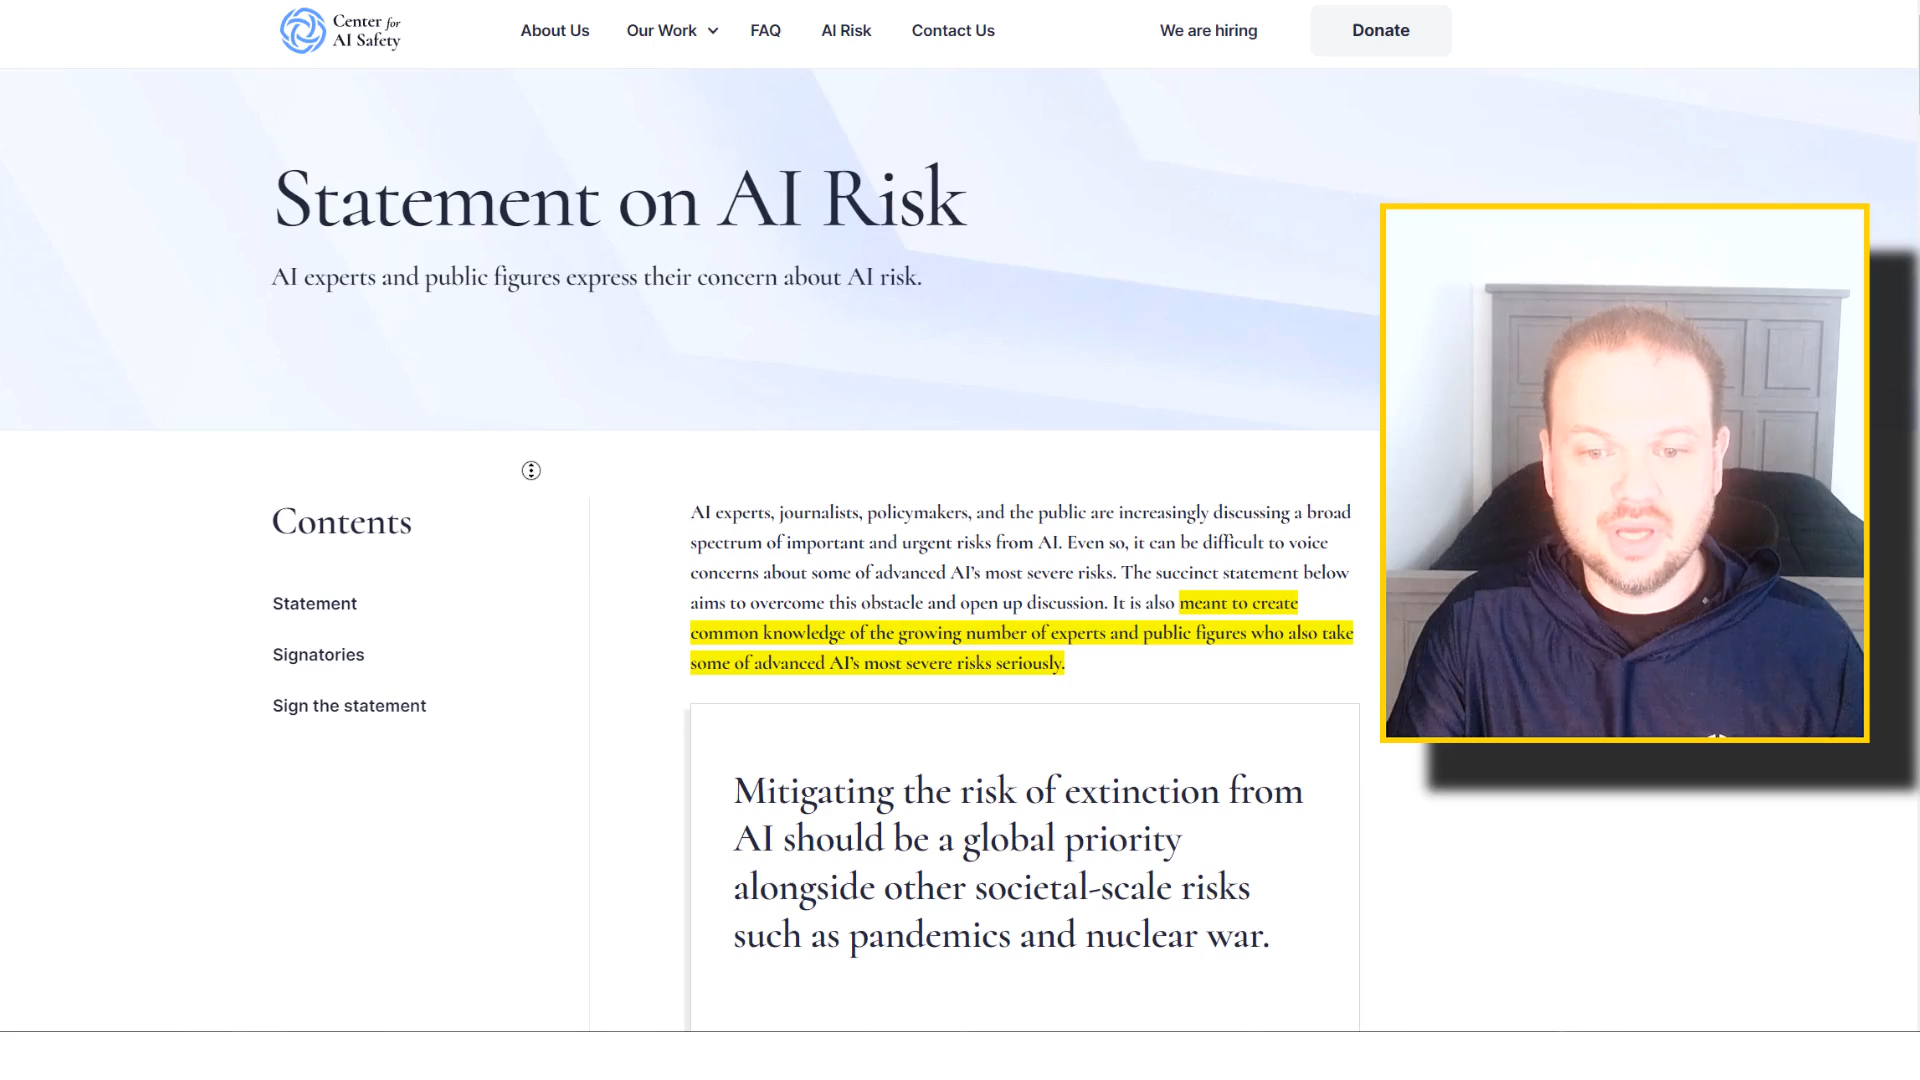 Center for
AI Safety
About Us
Our Work
FAQ
AI Risk
Contact Us
We are hiring
Donate
Statement on AI Risk
AI experts and public figures express their concern about AI risk.
Contents
Statement
Signatories
Sign the statement
AI experts, journalists, policymakers, and the public are increasingly discussing a broad
spectrum of important and urgent risks from AI. Even so, it can be difficult to voice
concerns about some of advanced AI’s most severe risks. The succinct statement below
aims to overcome this obstacle and open up discussion. It is also meant to create
common knowledge of the growing number of experts and public figures who also take
some of advanced AI’s most severe risks seriously.
Mitigating the risk of extinction from
AI should be a global priority
alongside other societal-scale risks
such as pandemics and nuclear war.